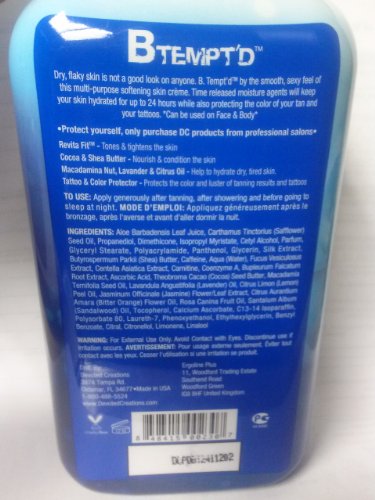 B TEMPT'D™
Dry, flaky skin is not a good look on anyone. B. Tempt'd™ by the smooth, sexy feel of
this multi-purpose softening skin crème. Time released moisture agents will keep
your skin hydrated for up to 24 hours while also protecting the color of your tan and
your tattoos. *Can be used on Face & Body*
•Protect yourself, only purchase DC products from professional salons•
Revita Fit™ - Tones & tightens the skin
Cocoa & Shea Butter - Nourish & condition the skin
Macadamina Nut, Lavander & Citrus Oil - Help to hydrate dry, tired skin.
Tattoo & Color Protector - Protects the color and luster of tanning results and tattoos
TO USE: Apply generously after tanning, after showering and before going to
sleep at night. MODE D'EMPLOI: Appliquez généreusement après le
bronzage, après l'averse et avant d'aller dormir la nuit.
INGREDIENTS: Aloe Barbadensis Leaf Juice, Carthamus Tinctorius (Safflower)
Seed Oil, Propanediol, Dimethicone, Isopropyl Myristate, Cetyl Alcohol, Parfum,
Glyceryl Stearate, Polyacrylamide, Panthenol, Glycerin, Silk Extract,
Butyrospermum Parkii (Shea) Butter, Caffeine, Aqua (Water), Fucus Vesiculosus
Extract, Centella Asiatica Extract, Carnitine, Coenzyme A, Bupleurum Falcatum
Root Extract, Ascorbic Acid, Theobroma Cacao (Cocoa) Seed Butter, Macadamia
Ternifolia Seed Oil, Lavandula Angustifolia (Lavender) Oil, Citrus Limon (Lemon)
Peel Oil, Jasminum Officinale (Jasmine) Flower/Leaf Extract, Citrus Aurantium
Amara (Bitter Orange) Flower Oil, Rosa Canina Fruit Oil, Santalum Album
(Sandalwood) Oil, Tocopherol, Calcium Ascorbate, C13-14 Isoparaffin,
Polysorbate 80, Laureth-7, Phenoxyethanol, Ethylhexylglycerin, Benzyl
Benzoate, Citral, Citronellol, Limonene, Linalool
WARNING: For External Use Only. Avoid Contact with Eyes. Discontinue use if
irritation occurs. AVERTISSEMENT: Pour usage externe seulement. Évitez
contact avec les yeux. Cesser utilisation si une irritation se développe.
Dist. by:
Devoted Creations
3874 Tampa Rd.
Oldsmar, FL 34677 •Made in USA
1-800-468-5524
www.DevotedCreations.com
Ergoline Plus
11, Woodford Trading Estate
Southend Road
Woodford Green
IG8 8HF United Kingdom